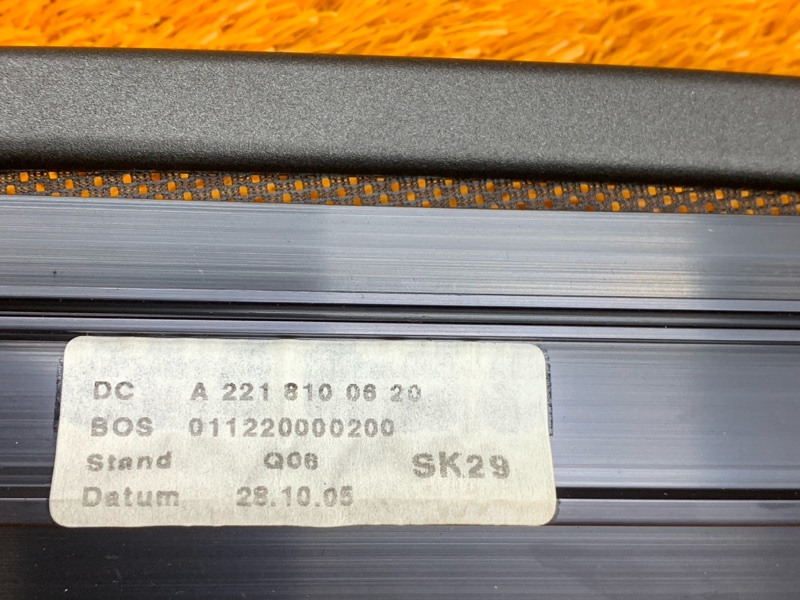 DC A 221 810 06 20
BOS 011220000200
Stand Q06 SK29
Datum 28.10.05